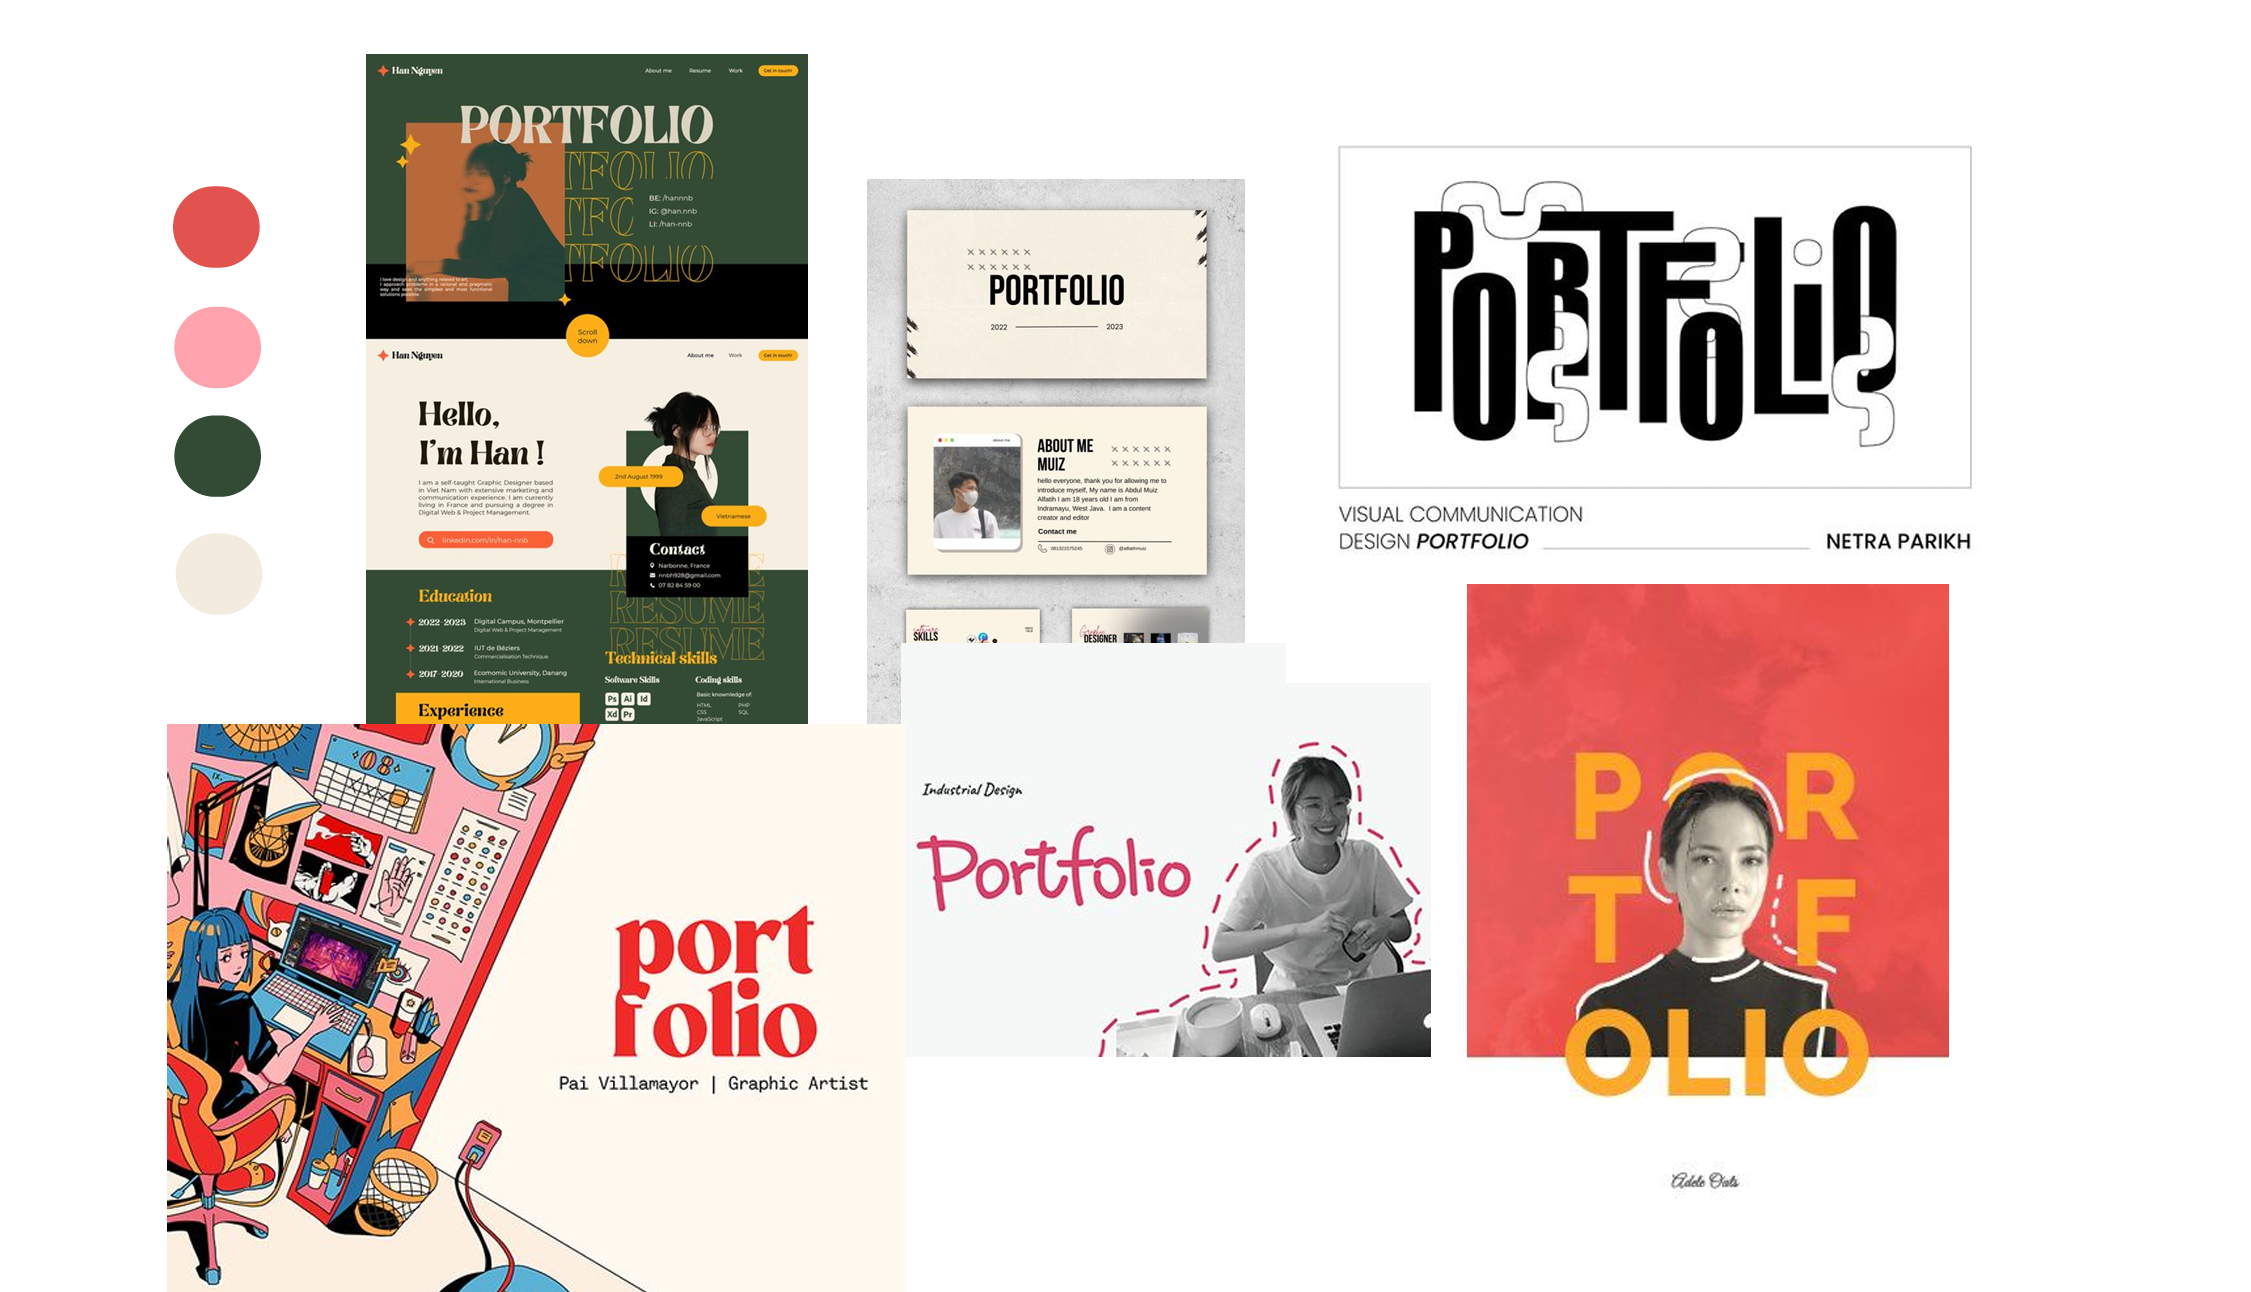 Han Nguyen
About me Resume Work Get in touch!
PORTFOLIO
TFOLIO
BE: /hannnb
TFO
IG: @han.nnb
LI: /han-nnb
TFOLIO
I love design and anything related to art.
I approach problems in a rational and pragmatic
way and seek the simplest and most functional
solutions possible.
Scroll
down
Han Nguyen
About me Work Get in touch!
Hello,
I'm Han !
I am a self-taught Graphic Designer based
in Viet Nam with extensive marketing and
communication experience. I am currently
living in France and pursuing a degree in
Digital Web & Project Management.
linkedin.com/in/han-nnb
2nd August 1999
Vietnamese
Contact
Narbonne, France
nnbh928@gmail.com
07 82 84 59 00
RESUME
RESUME
Education
2022-2023 Digital Campus, Montpellier
Digital Web & Project Management
2021-2022 IUT de Béziers
Commercialisation Technique
2017-2020 Economic University, Danang
International Business
Experience
Technical skills
Software Skills
Ps Ai Id
Xd Pr
Coding skills
Basic knownledge of:
HTML PHP
CSS SQL
JavaScript
PORTFOLIO
2022 2023
about me
ABOUT ME
MUIZ
hello everyone, thank you for allowing me to
introduce myself, My name is Abdul Muiz
Alfatih I am 18 years old I am from
Indramayu, West Java. I am a content
creator and editor
Contact me
081321575245 @alfatihmuiz
software
SKILLS
Graphic
DESIGNER
PORTFOLiO
VISUAL COMMUNICATION
DESIGN PORTFOLIO NETRA PARIKH
08
IX.
port
folio
Pai Villamayor | Graphic Artist
Industrial Design
Portfolio
POR
T F
OLIO
Adele Oats